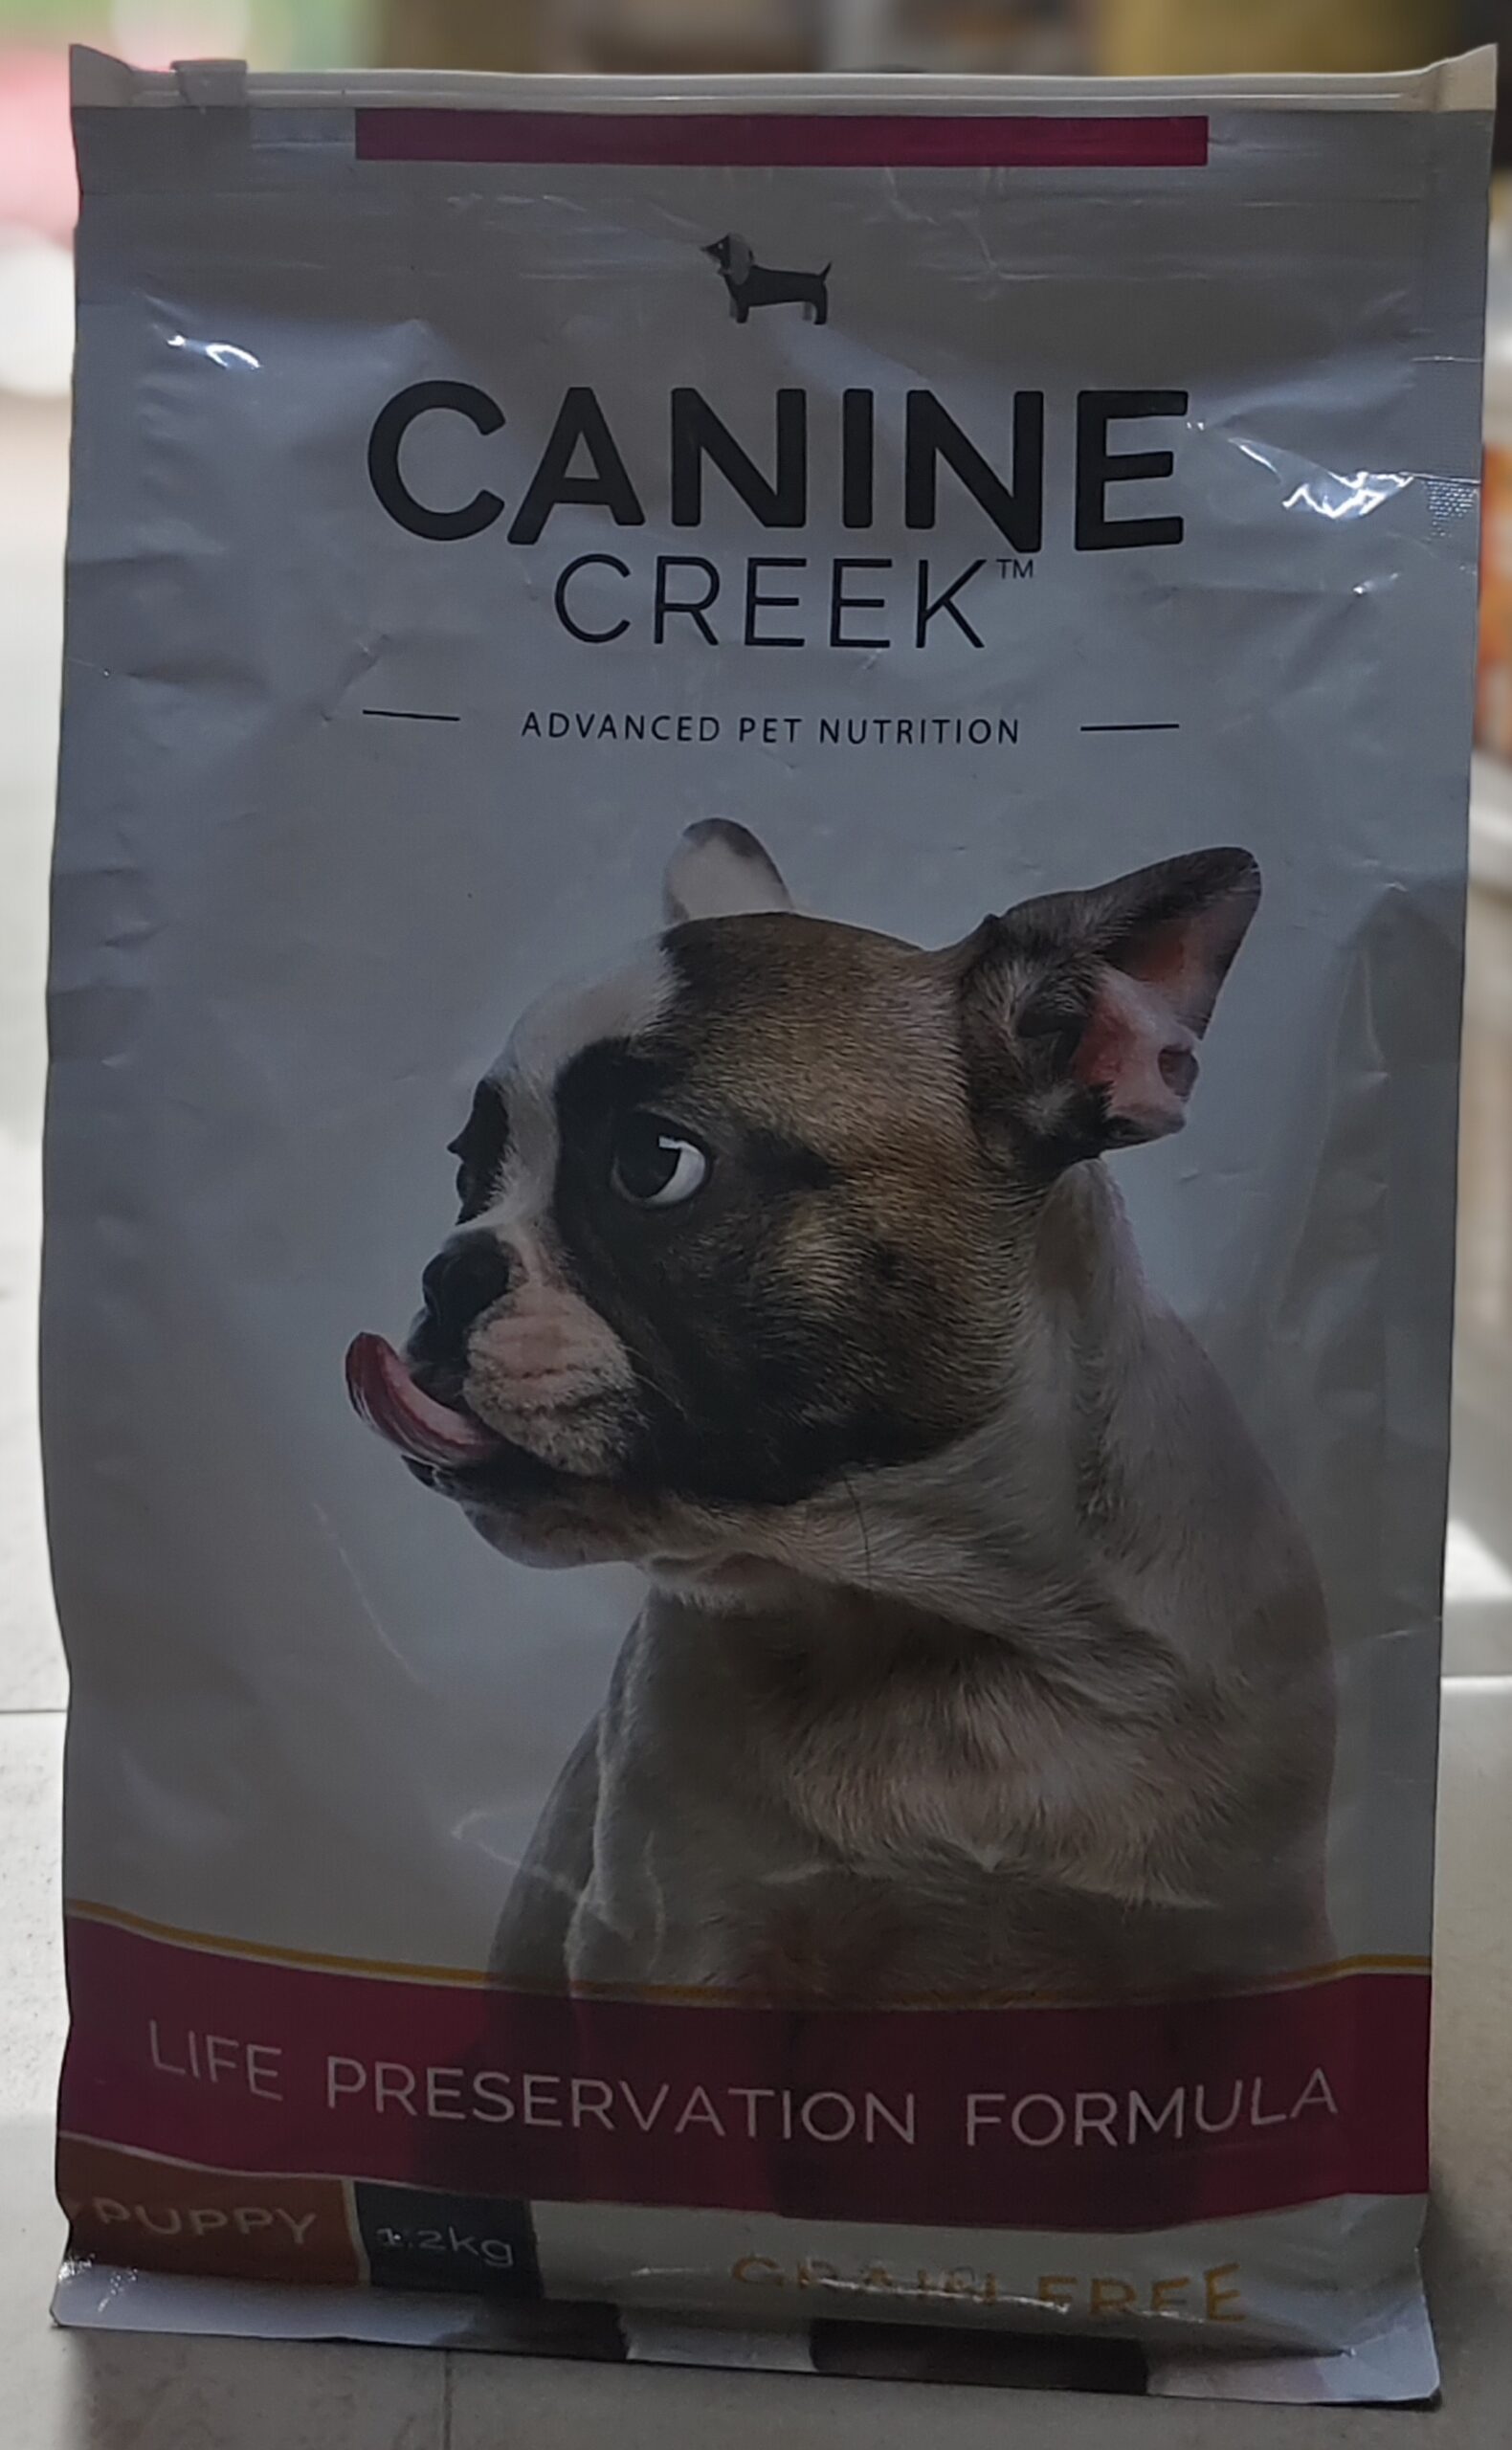 CANINE
CREEK™
ADVANCED PET NUTRITION
LIFE PRESERVATION FORMULA
PUPPY
1.2kg
GRAIN FREE